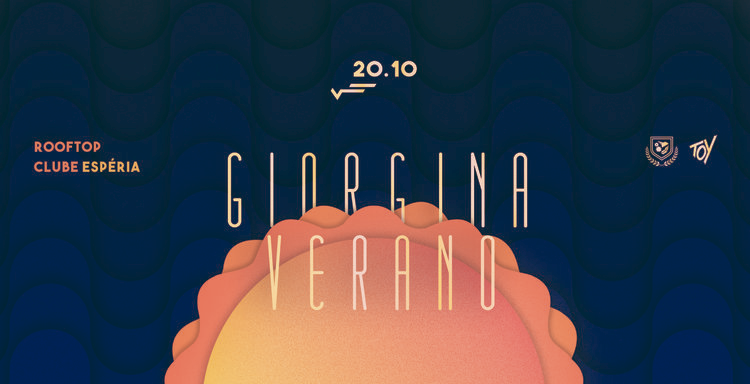 20.10
ROOFTOP
CLUBE ESPÉRIA
TOY
GIORGINA
VERANO